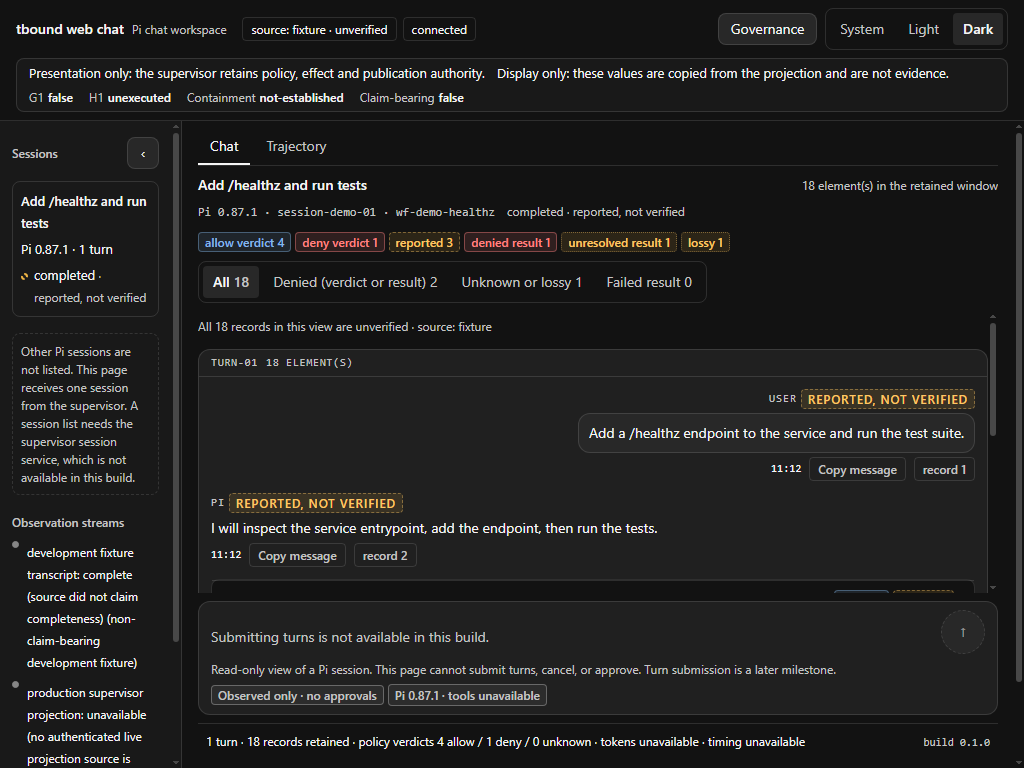 tbound web chat Pi chat workspace source: fixture · unverified connected Governance System Light Dark
Presentation only: the supervisor retains policy, effect and publication authority. Display only: these values are copied from the projection and are not evidence.
G1 false H1 unexecuted Containment not-established Claim-bearing false
Sessions ‹
Add /healthz and run
tests
Pi 0.87.1 · 1 turn
completed ·
reported, not verified
Other Pi sessions are
not listed. This page
receives one session
from the supervisor. A
session list needs the
supervisor session
service, which is not
available in this build.
Observation streams
development fixture
transcript: complete
(source did not claim
completeness) (non-
claim-bearing
development fixture)
production supervisor
projection: unavailable
(no authenticated live
projection source is
Chat Trajectory
Add /healthz and run tests 18 element(s) in the retained window
Pi 0.87.1 · session-demo-01 · wf-demo-healthz completed · reported, not verified
allow verdict 4 deny verdict 1 reported 3 denied result 1 unresolved result 1 lossy 1
All 18 Denied (verdict or result) 2 Unknown or lossy 1 Failed result 0
All 18 records in this view are unverified · source: fixture
TURN-01 18 ELEMENT(S)
USER REPORTED, NOT VERIFIED
Add a /healthz endpoint to the service and run the test suite.
11:12 Copy message record 1
PI REPORTED, NOT VERIFIED
I will inspect the service entrypoint, add the endpoint, then run the tests.
11:12 Copy message record 2
Submitting turns is not available in this build. ↑
Read-only view of a Pi session. This page cannot submit turns, cancel, or approve. Turn submission is a later milestone.
Observed only · no approvals Pi 0.87.1 · tools unavailable
1 turn · 18 records retained · policy verdicts 4 allow / 1 deny / 0 unknown · tokens unavailable · timing unavailable build 0.1.0